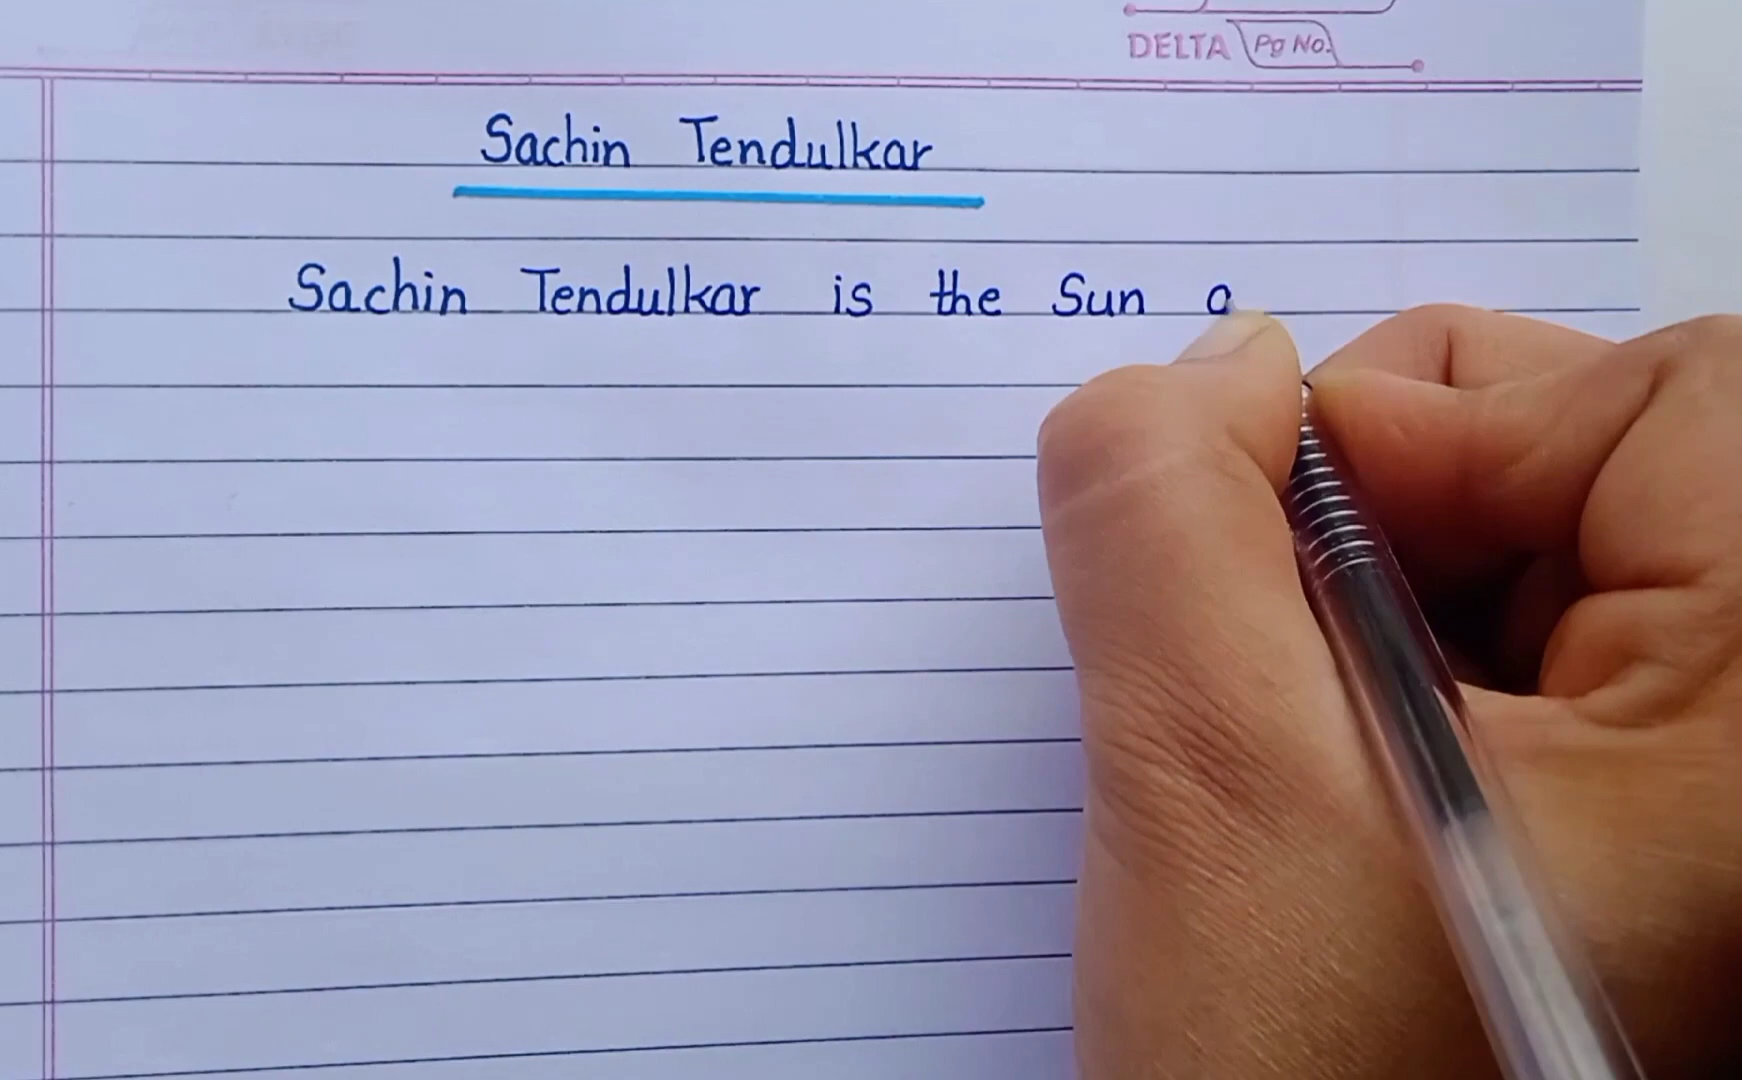 DELTA Pg No.
Sachin Tendulkar
Sachin Tendulkar is the Sun o